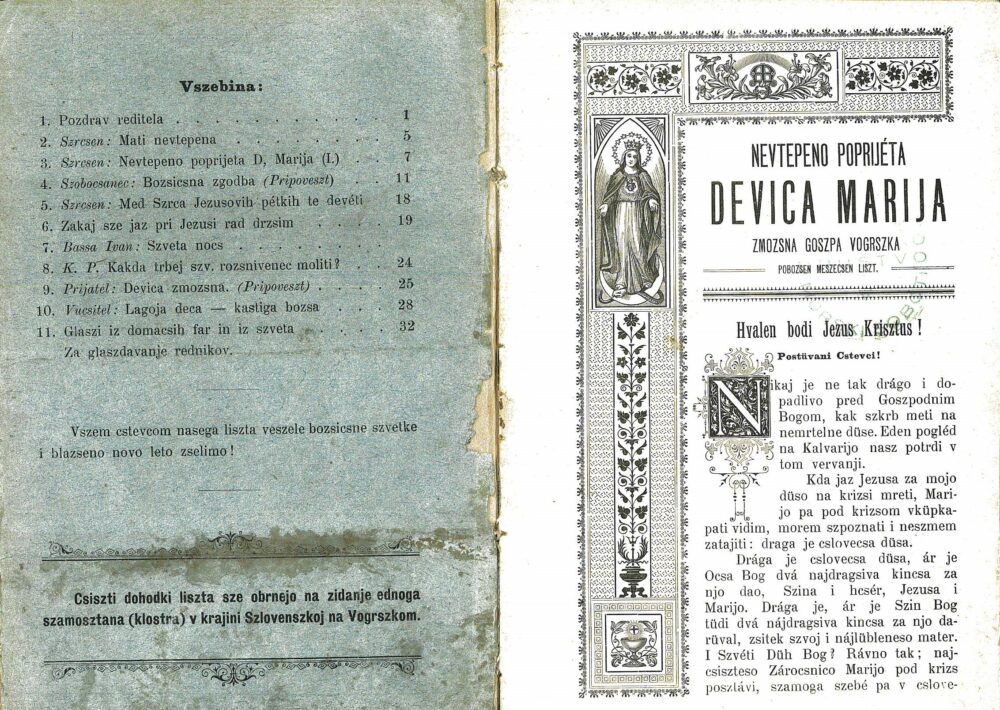 Vszebina:
1. Pozdrav reditela . . . . . . . . . . . 1
2. Szrcsen: Mati nevtepena . . . . . . . . 5
3. Szrcsen: Nevtepeno poprijeta D, Marija (I.) . . 7
4. Szobocsanec: Bozsicsna zgodba (Pripoveszt) . . 11
5. Szrcsen: Med Szrca Jezusovih pétkih te devéti 18
6. Zakaj sze jaz pri Jezusi rad drzsim . . . . 19
7. Bassa Ivan: Szveta nocs . . . . . . . .
8. K. P. Kakda trbej szv. rozsnivenec moliti? . . 24
9. Prijatel: Devica zmozsna. (Pripoveszt) . . . . 25
10. Vucsitel: Lagoja deca — kastiga bozsa . . . 28
11. Glaszi iz domacsih far in iz szveta . . . . 32
Za glaszdavanje rednikov.
Vszem cstevcom nasega liszta veszele bozsicsne szvetke
i blazseno novo leto zselimo!
Csiszti dohodki liszta sze obrnejo na zidanje ednoga
szamosztana (klostra) v krajini Szlovenszkoj na Vogrszkom.
NEVTEPENO POPRIJÉTA
DEVICA MARIJA
ZMOZSNA GOSZPA VOGRSZKA
POBOZSEN MESZECSEN LISZT.
Hvalen bodi Jezus Krisztus!
Postüvani Cstevci!
Nikaj je ne tak drágo i do-
padlivo pred Goszpodnim
Bogom, kak szkrb meti na
nemrtelne düse. Eden pogléd
na Kalvarijo nasz potrdi v
tom vervanji.
Kda jaz Jezusa za mojo
düso na krizsi mreti, Mari-
jo pa pod krizsom vküpka-
pati vidim, morem szpoznati i neszmem
zatajiti: draga je cslovecsa düsa.
Drága je cslovecsa düsa, ár je
Ocsa Bog dvá najdragsiva kincsa za
njo dao, Szina i hcsér, Jezusa i
Marijo. Drága je, ár je Szin Bog
tüdi dvá nájdragsiva kincsa za njo da-
rüval, zsitek szvoj i nájlübleneso mater.
I Szvéti Düh Bog? Rávno tak; naj-
csiszteso Zárocsnico Marijo pod krizs
posztávi, szamoga szebé pa v cslove-